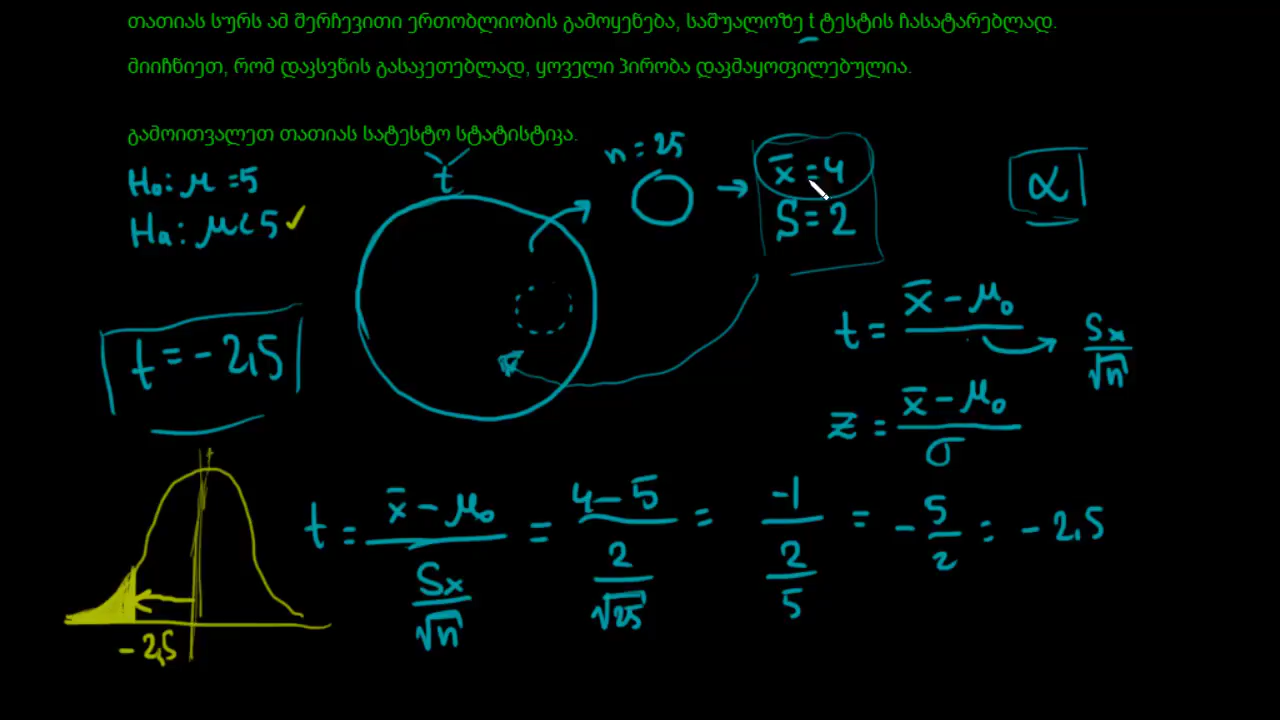 თათიას სურს ამ შერჩევითი ერთობლიობის გამოყენება, საშუალოზე t ტესტის ჩასატარებლად.
მიიჩნიეთ, რომ დაკსვნის გასაკეთებლად, ყოველი პირობა დაკმაყოფილებულია.
გამოითვალეთ თათიას სატესტო სტატისტიკა.
t
n = 25
x̄ = 4
S = 2
α
H₀: μ = 5
Hₐ: μ < 5 ✓
t = (x̄ − μ₀) / → Sx/√n
t = − 2,5
z = (x̄ − μ₀)/σ
t = (x̄ − μ₀)/(Sx/√n) = (4 − 5)/(2/√25) = −1/(2/5) = − 5/2 = − 2,5
− 2,5